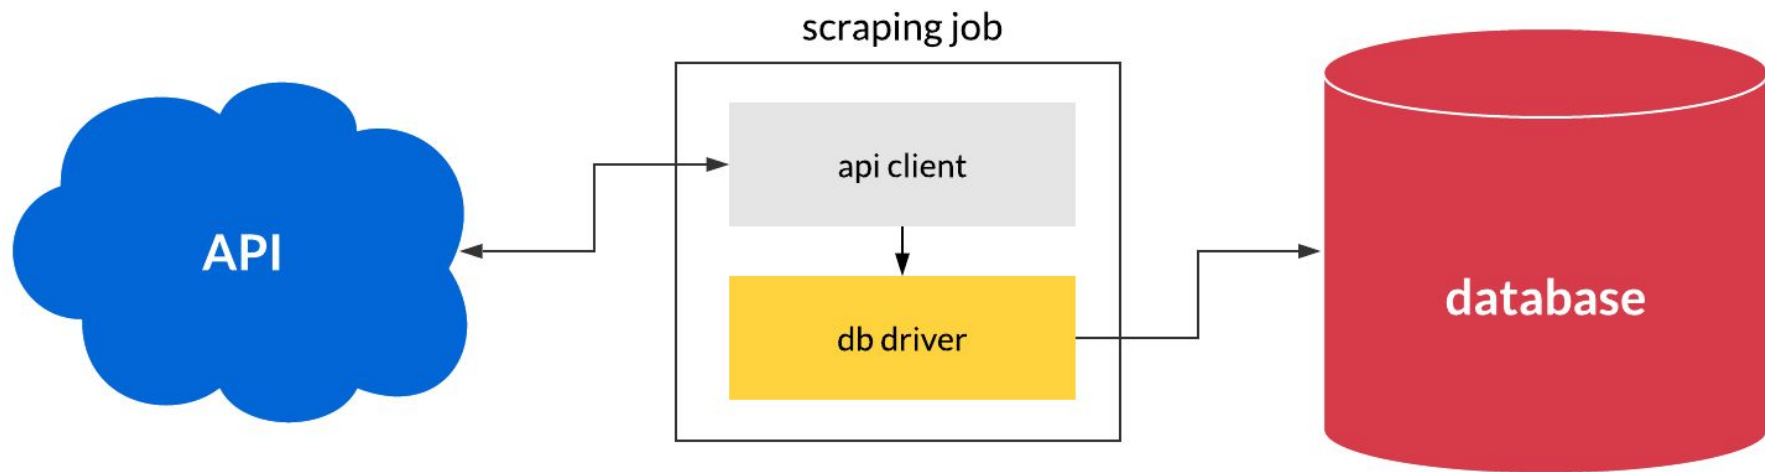 scraping job
API
api client
db driver
database